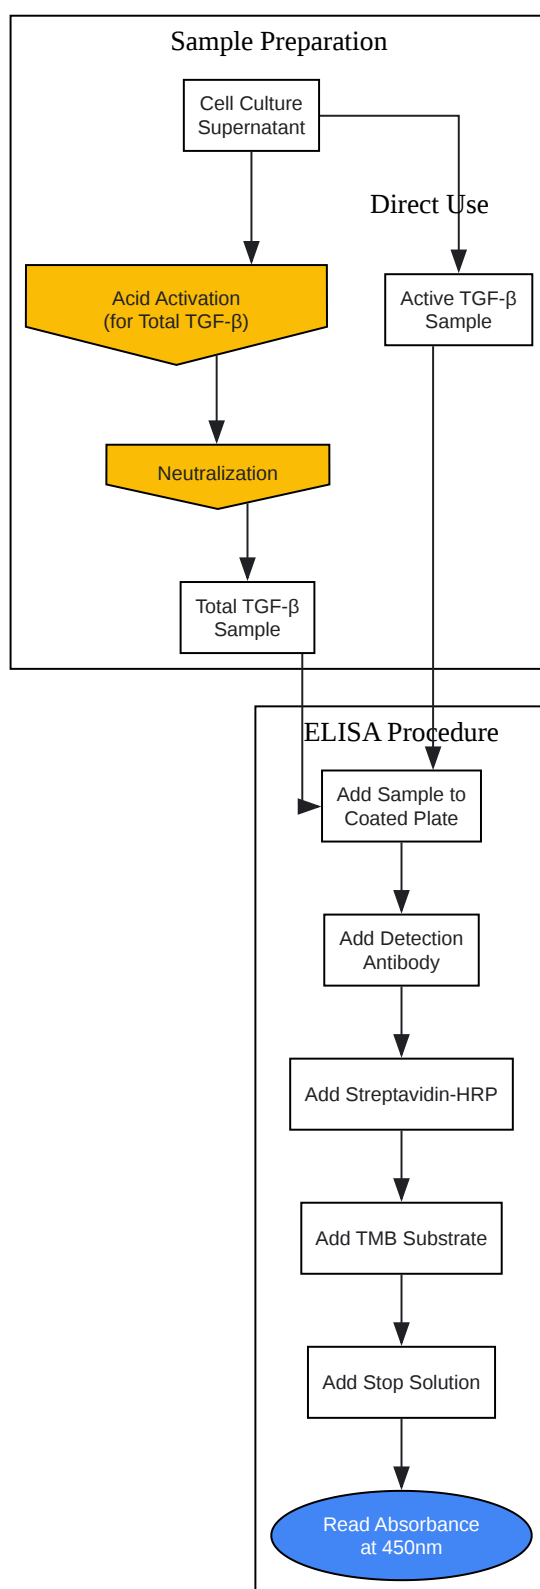 Sample Preparation
Cell Culture
Supernatant
Direct Use
Acid Activation
(for Total TGF-β)
Active TGF-β
Sample
Neutralization
Total TGF-β
Sample
ELISA Procedure
Add Sample to
Coated Plate
Add Detection
Antibody
Add Streptavidin-HRP
Add TMB Substrate
Add Stop Solution
Read Absorbance
at 450nm